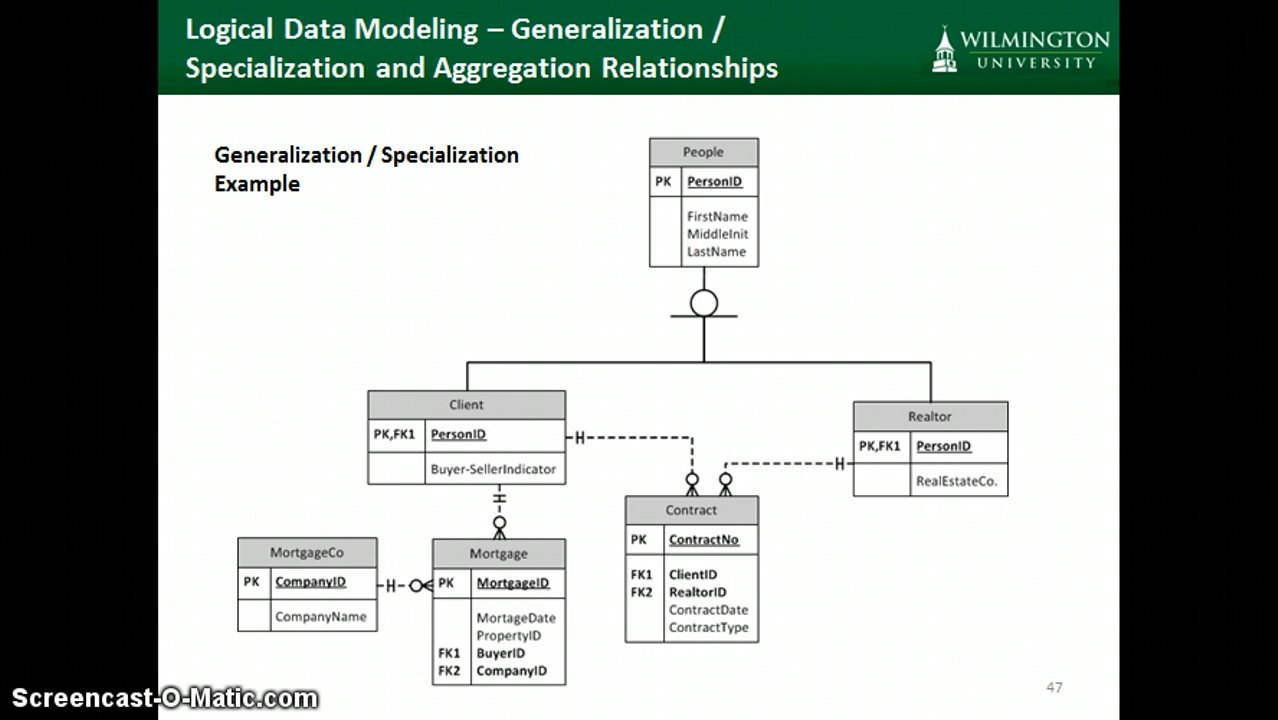 Logical Data Modeling – Generalization /
Specialization and Aggregation Relationships
WILMINGTON
UNIVERSITY
Generalization / Specialization
Example
People
PK PersonID
FirstName
MiddleInit
LastName
Client
PK,FK1 PersonID
Buyer-SellerIndicator
Realtor
PK,FK1 PersonID
RealEstateCo.
Contract
PK ContractNo
FK1 ClientID
FK2 RealtorID
ContractDate
ContractType
MortgageCo
PK CompanyID
CompanyName
Mortgage
PK MortgageID
MortageDate
PropertyID
FK1 BuyerID
FK2 CompanyID
47
Screencast-O-Matic.com